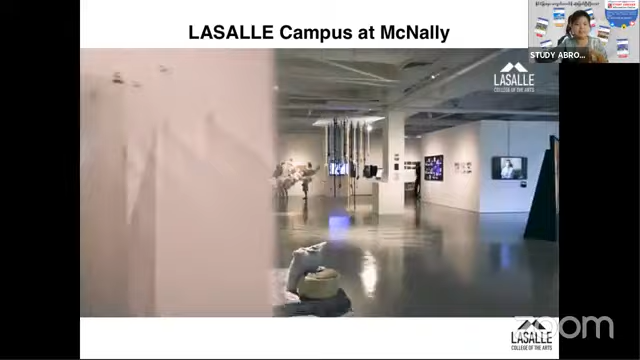 LASALLE Campus at McNally
STUDY ABRO...
LASALLE
COLLEGE OF THE ARTS
LASALLE
COLLEGE OF THE ARTS
zoom